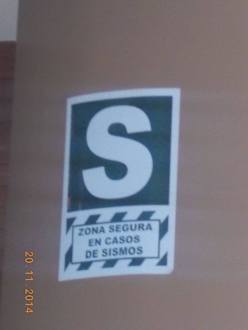 S
ZONA SEGURA
EN CASOS
DE SISMOS
20 11 2014